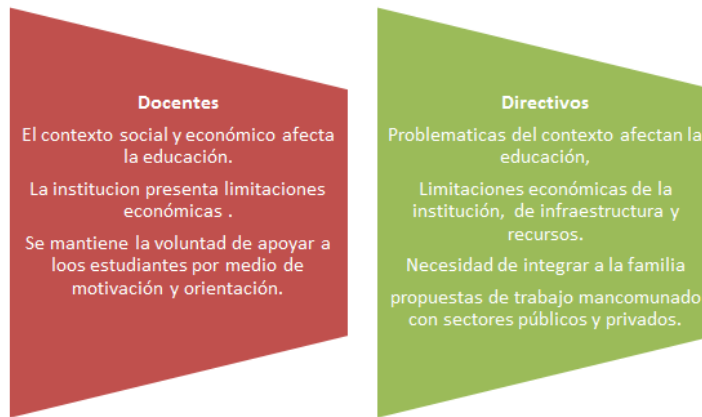 Docentes
El contexto social y económico afecta
la educación.
La institucion presenta limitaciones
económicas .
Se mantiene la voluntad de apoyar a
loos estudiantes por medio de
motivación y orientación.
Directivos
Problematicas del contexto afectan la
educación,
Limitaciones económicas de la
institución, de infraestructura y
recursos.
Necesidad de integrar a la familia
propuestas de trabajo mancomunado
con sectores públicos y privados.